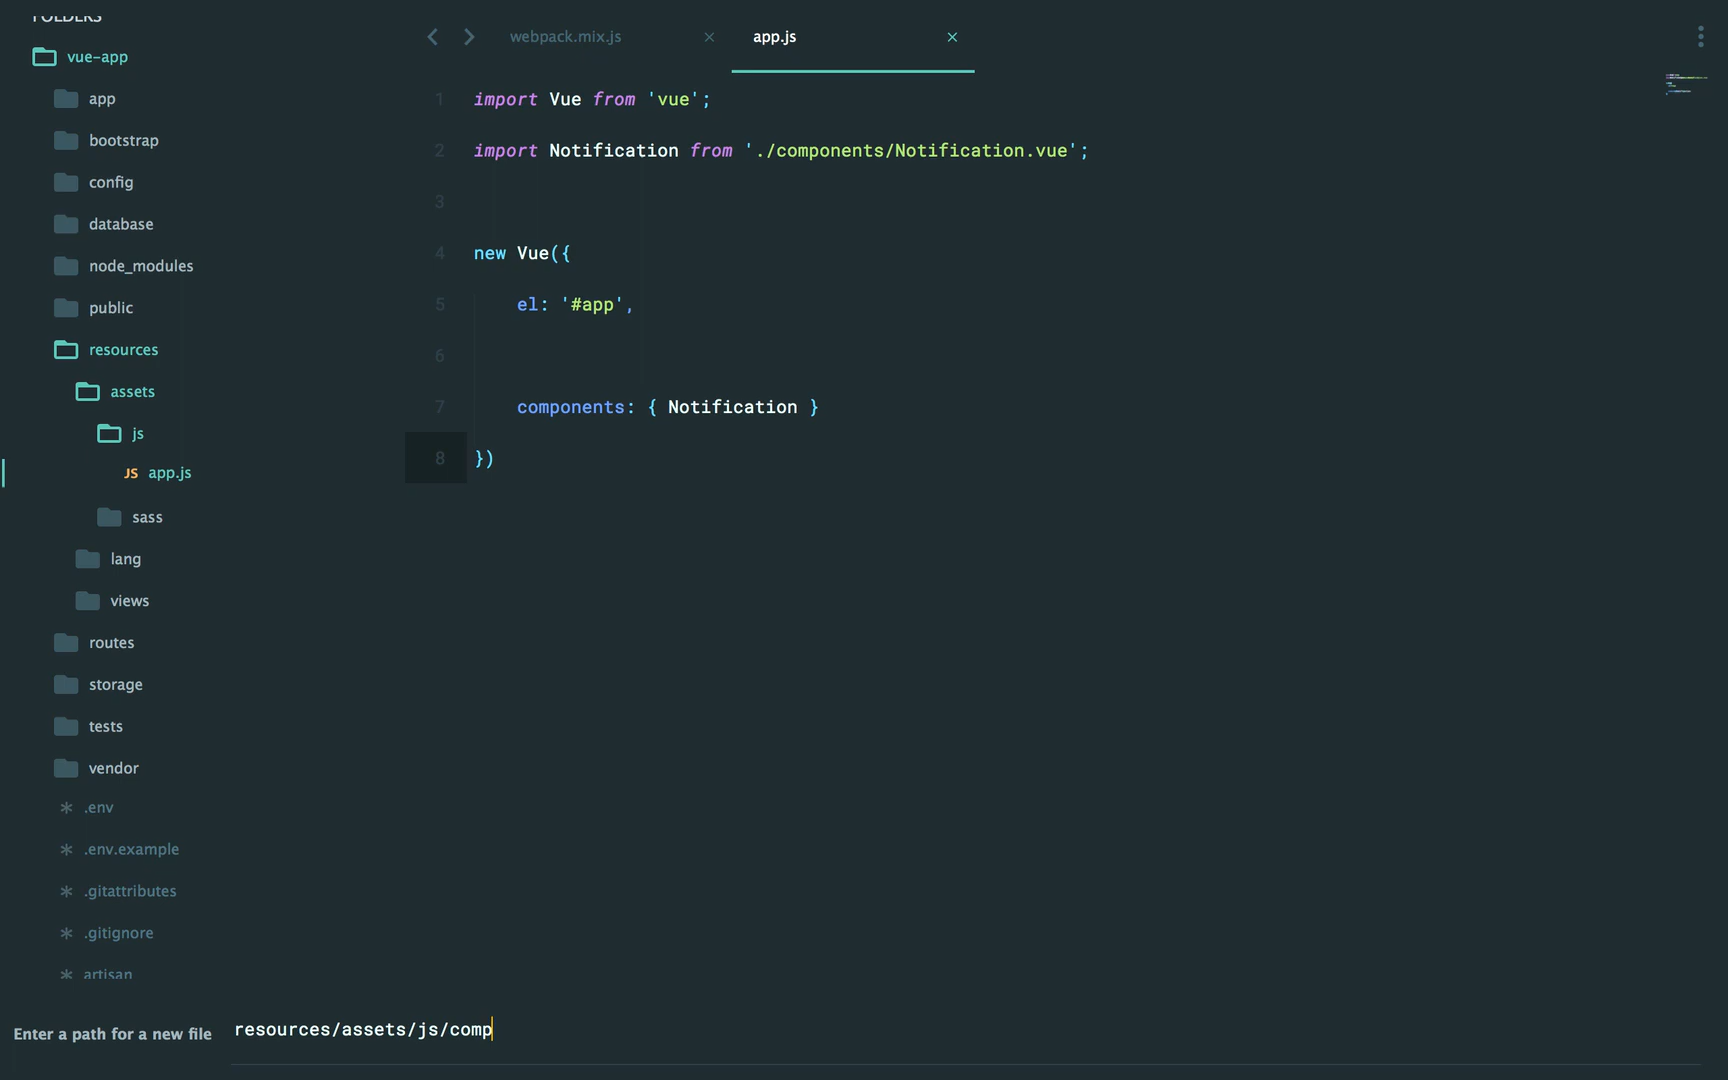 FOLDERS
vue-app
app
bootstrap
config
database
node_modules
public
resources
assets
js
JS app.js
sass
lang
views
routes
storage
tests
vendor
.env
.env.example
.gitattributes
.gitignore
artisan
webpack.mix.js
app.js
1 import Vue from 'vue';
2 import Notification from './components/Notification.vue';
3
4 new Vue({
5 el: '#app',
6
7 components: { Notification }
8 })
Enter a path for a new file resources/assets/js/comp